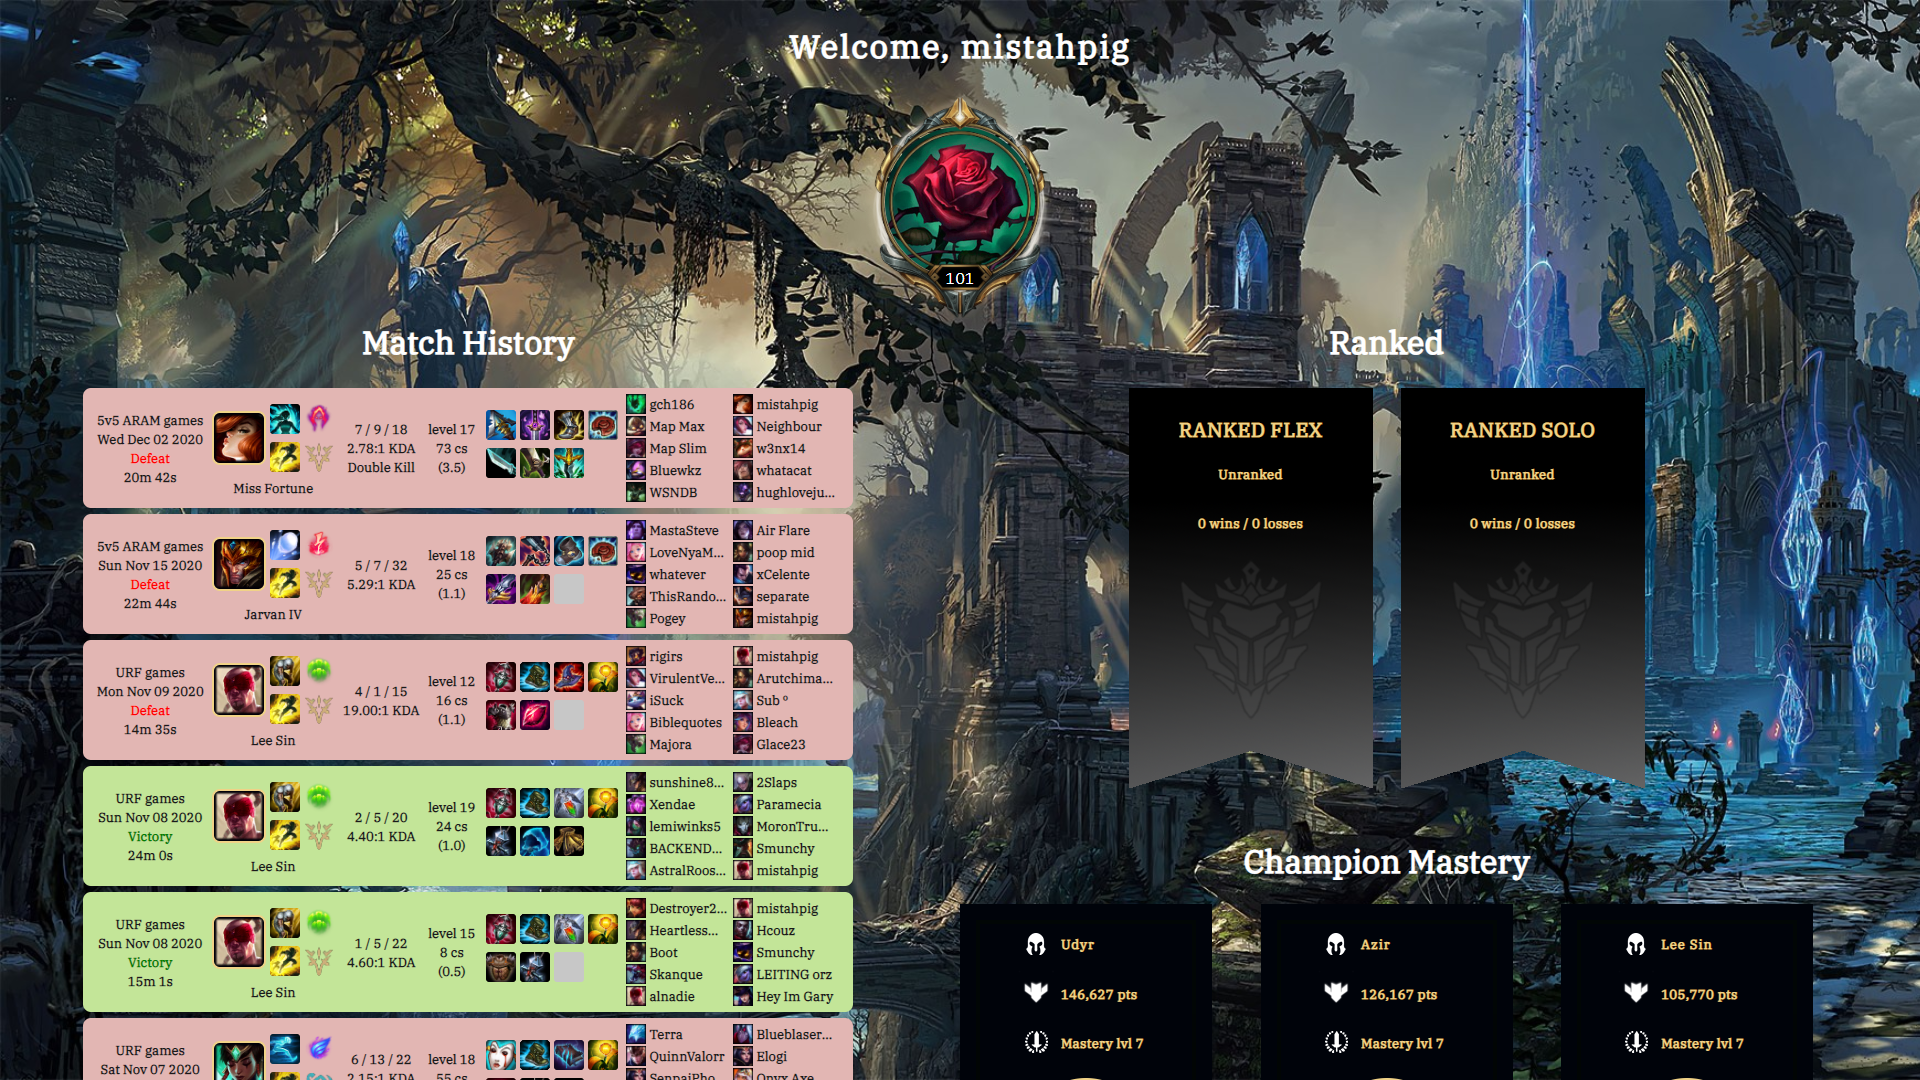 Welcome, mistahpig
101
Match History
5v5 ARAM games
Wed Dec 02 2020
Defeat
20m 42s
Miss Fortune
7 / 9 / 18
2.78:1 KDA
Double Kill
level 17
73 cs
(3.5)
gch186
Map Max
Map Slim
Bluewkz
WSNDB
mistahpig
Neighbour
w3nx14
whatacat
hughloveju...
5v5 ARAM games
Sun Nov 15 2020
Defeat
22m 44s
Jarvan IV
5 / 7 / 32
5.29:1 KDA
level 18
25 cs
(1.1)
MastaSteve
LoveNyaM...
whatever
ThisRando...
Pogey
Air Flare
poop mid
xCelente
separate
mistahpig
URF games
Mon Nov 09 2020
Defeat
14m 35s
Lee Sin
4 / 1 / 15
19.00:1 KDA
level 12
16 cs
(1.1)
rigirs
VirulentVe...
iSuck
Biblequotes
Majora
mistahpig
Arutchima...
Sub º
Bleach
Glace23
URF games
Sun Nov 08 2020
Victory
24m 0s
Lee Sin
2 / 5 / 20
4.40:1 KDA
level 19
24 cs
(1.0)
sunshine8...
Xendae
lemiwinks5
BACKEND...
AstralRoos...
2Slaps
Paramecia
MoronTru...
Smunchy
mistahpig
URF games
Sun Nov 08 2020
Victory
15m 1s
Lee Sin
1 / 5 / 22
4.60:1 KDA
level 15
8 cs
(0.5)
Destroyer2...
Heartless...
Boot
Skanque
alnadie
mistahpig
Hcouz
Smunchy
LEITING orz
Hey Im Gary
URF games
Sat Nov 07 2020
6 / 13 / 22
2.15:1 KDA
level 18
55 cs
Terra
QuinnValorr
SenpaiPho...
Blueblaser...
Elogi
Onyx Axe
Ranked
RANKED FLEX
Unranked
0 wins / 0 losses
RANKED SOLO
Unranked
0 wins / 0 losses
Champion Mastery
Udyr
146,627 pts
Mastery lvl 7
Azir
126,167 pts
Mastery lvl 7
Lee Sin
105,770 pts
Mastery lvl 7